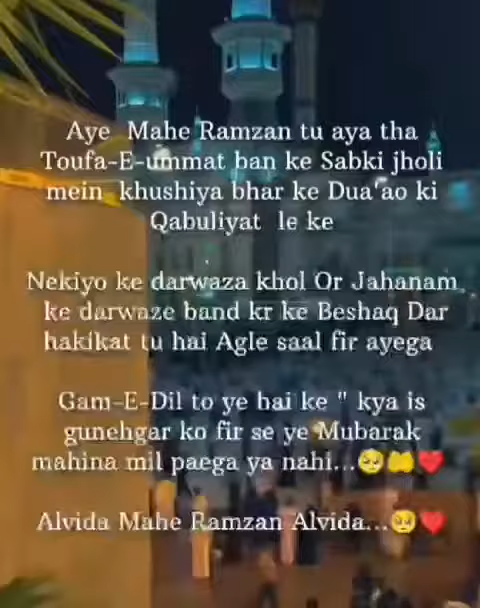 Aye Mahe Ramzan tu aya tha
Toufa-E-ummat ban ke Sabki jholi
mein khushiya bhar ke Dua'ao ki
Qabuliyat le ke
Nekiyo ke darwaza khol Or Jahanam
ke darwaze band kr ke Beshaq Dar
hakikat tu hai Agle saal fir ayega
Gam-E-Dil to ye hai ke " kya is
gunehgar ko fir se ye Mubarak
mahina mil paega ya nahi...🥺🤲❤️
Alvida Mahe Ramzan Alvida...🥺❤️